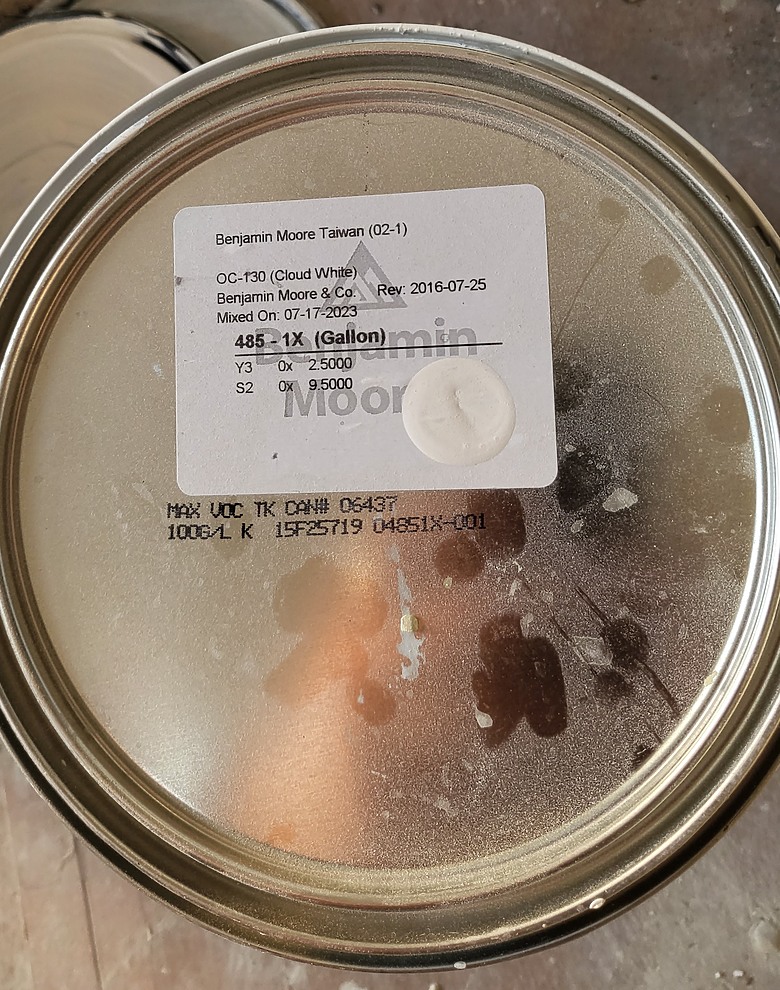 Benjamin Moore Taiwan (02-1)
OC-130 (Cloud White)
Benjamin Moore & Co. Rev: 2016-07-25
Mixed On: 07-17-2023
485 - 1X (Gallon)
Benjamin
Y3 0x 2.5000
S2 0x 9.5000
MAX VOC TK CAN# 06437
100G/L K 15F25719 04851X-001